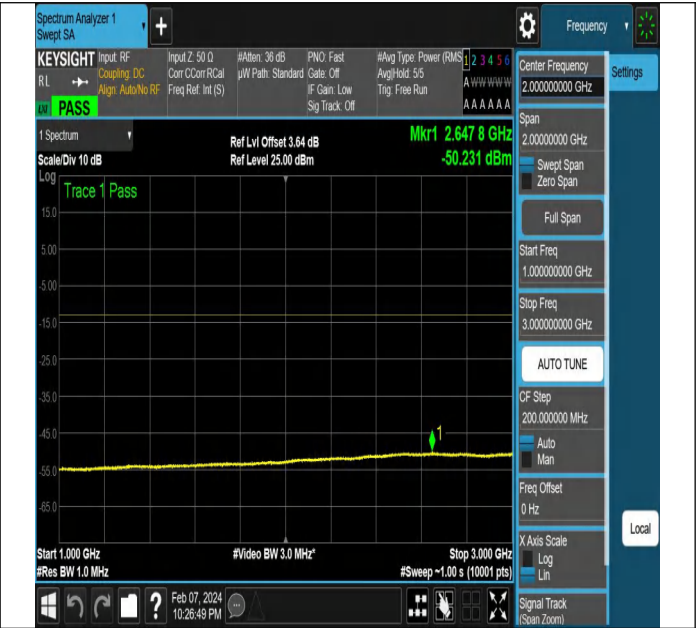 Spectrum Analyzer 1
Swept SA
+
Frequency
KEYSIGHT
RL
PASS
Input: RF
Coupling: DC
Align: Auto/No RF
Input Z: 50 Ω
Corr CCorr RCal
Freq Ref: Int (S)
#Atten: 36 dB
µW Path: Standard
PNO: Fast
Gate: Off
IF Gain: Low
Sig Track: Off
#Avg Type: Power (RMS
Avg|Hold: 5/5
Trig: Free Run
1 2 3 4 5 6
A W W W W W
A A A A A A
1 Spectrum
Scale/Div 10 dB
Ref Lvl Offset 3.64 dB
Ref Level 25.00 dBm
Mkr1 2.647 8 GHz
-50.231 dBm
Log
Trace 1 Pass
15.0
5.00
-5.00
-15.0
-25.0
-35.0
-45.0
-55.0
-65.0
1
Start 1.000 GHz
#Res BW 1.0 MHz
#Video BW 3.0 MHz*
Stop 3.000 GHz
#Sweep ~1.00 s (10001 pts)
?
Feb 07, 2024
10:26:49 PM
Center Frequency
2.000000000 GHz
Settings
Span
2.00000000 GHz
Swept Span
Zero Span
Full Span
Start Freq
1.000000000 GHz
Stop Freq
3.000000000 GHz
AUTO TUNE
CF Step
200.000000 MHz
Auto
Man
Freq Offset
0 Hz
X Axis Scale
Log
Lin
Local
Signal Track
(Span Zoom)